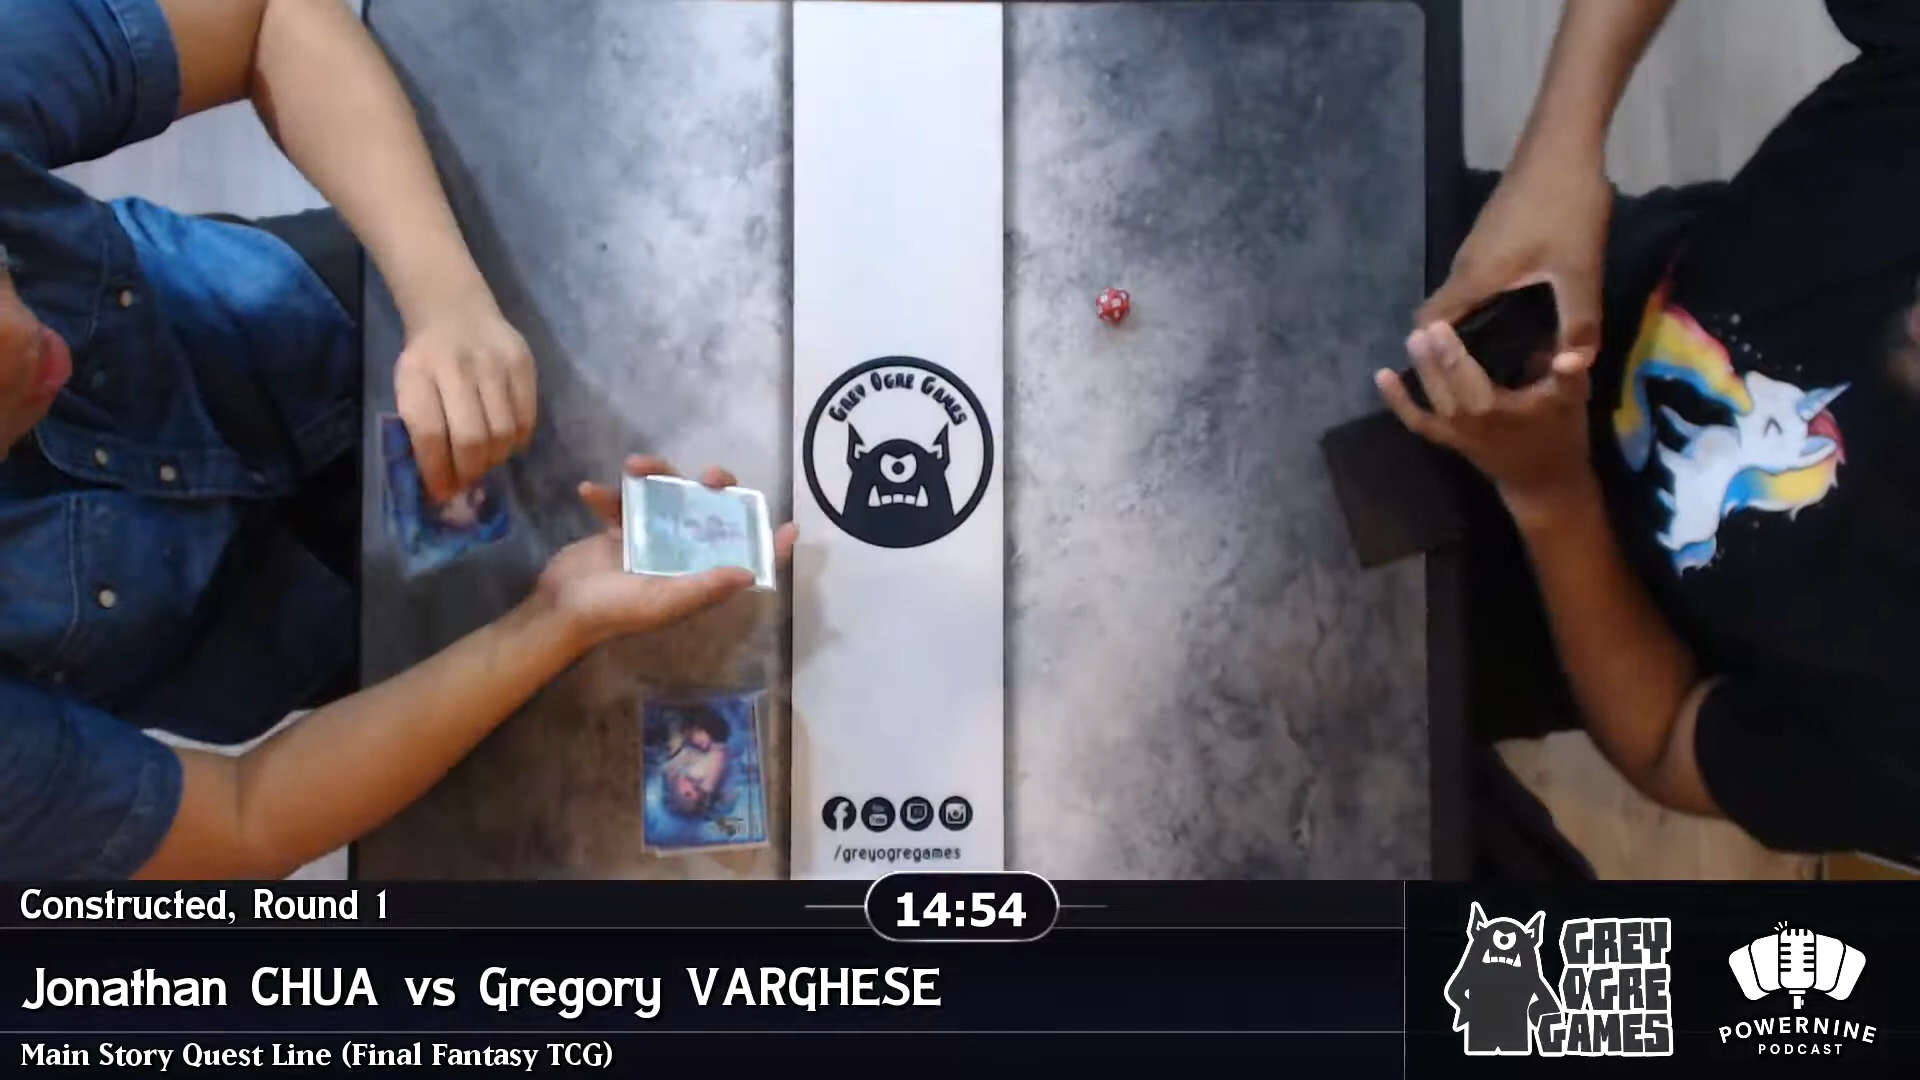 GREY OGRE GAMES
/greyogregames
Constructed, Round 1
14:54
Jonathan CHUA vs Gregory VARGHESE
Main Story Quest Line (Final Fantasy TCG)
GREY
OGRE
GAMES
POWERNINE
PODCAST